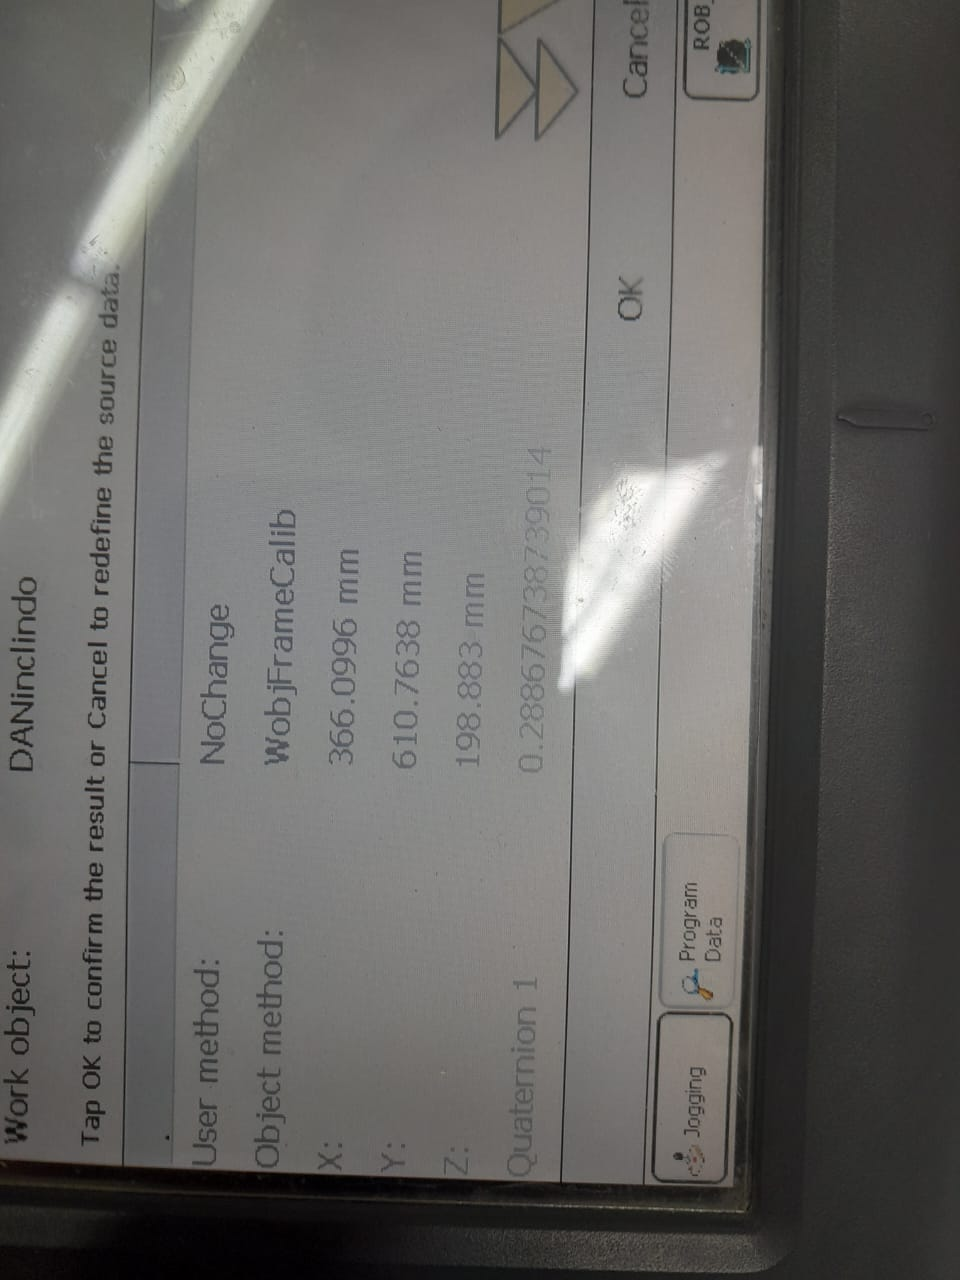 Work object: DANinclindo
Tap OK to confirm the result or Cancel to redefine the source data.
User method: NoChange
Object method: WobjFrameCalib
X: 366.0996 mm
Y: 610.7638 mm
Z: 198.883 mm
Quaternion 1 0.288676738739014
OK Cancel
Jogging
Program
Data
ROB_